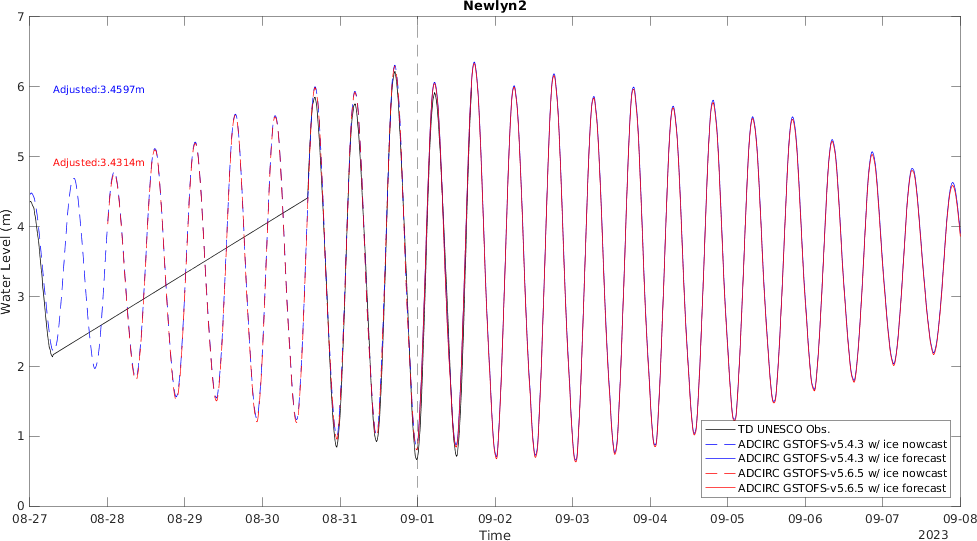 Newlyn2
7
6
5
4
3
2
1
0
Water Level (m)
Adjusted:3.4597m
Adjusted:3.4314m
TD UNESCO Obs.
ADCIRC GSTOFS-v5.4.3 w/ ice nowcast
ADCIRC GSTOFS-v5.4.3 w/ ice forecast
ADCIRC GSTOFS-v5.6.5 w/ ice nowcast
ADCIRC GSTOFS-v5.6.5 w/ ice forecast
08-27 08-28 08-29 08-30 08-31 09-01 09-02 09-03 09-04 09-05 09-06 09-07 09-08
Time
2023